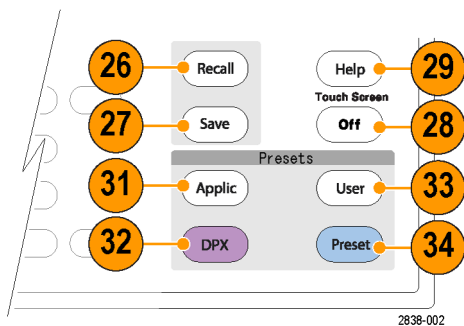 26 Recall Help 29
Touch Screen
27 Save Off 28
Presets
31 Applic User 33
32 DPX Preset 34
2838-002